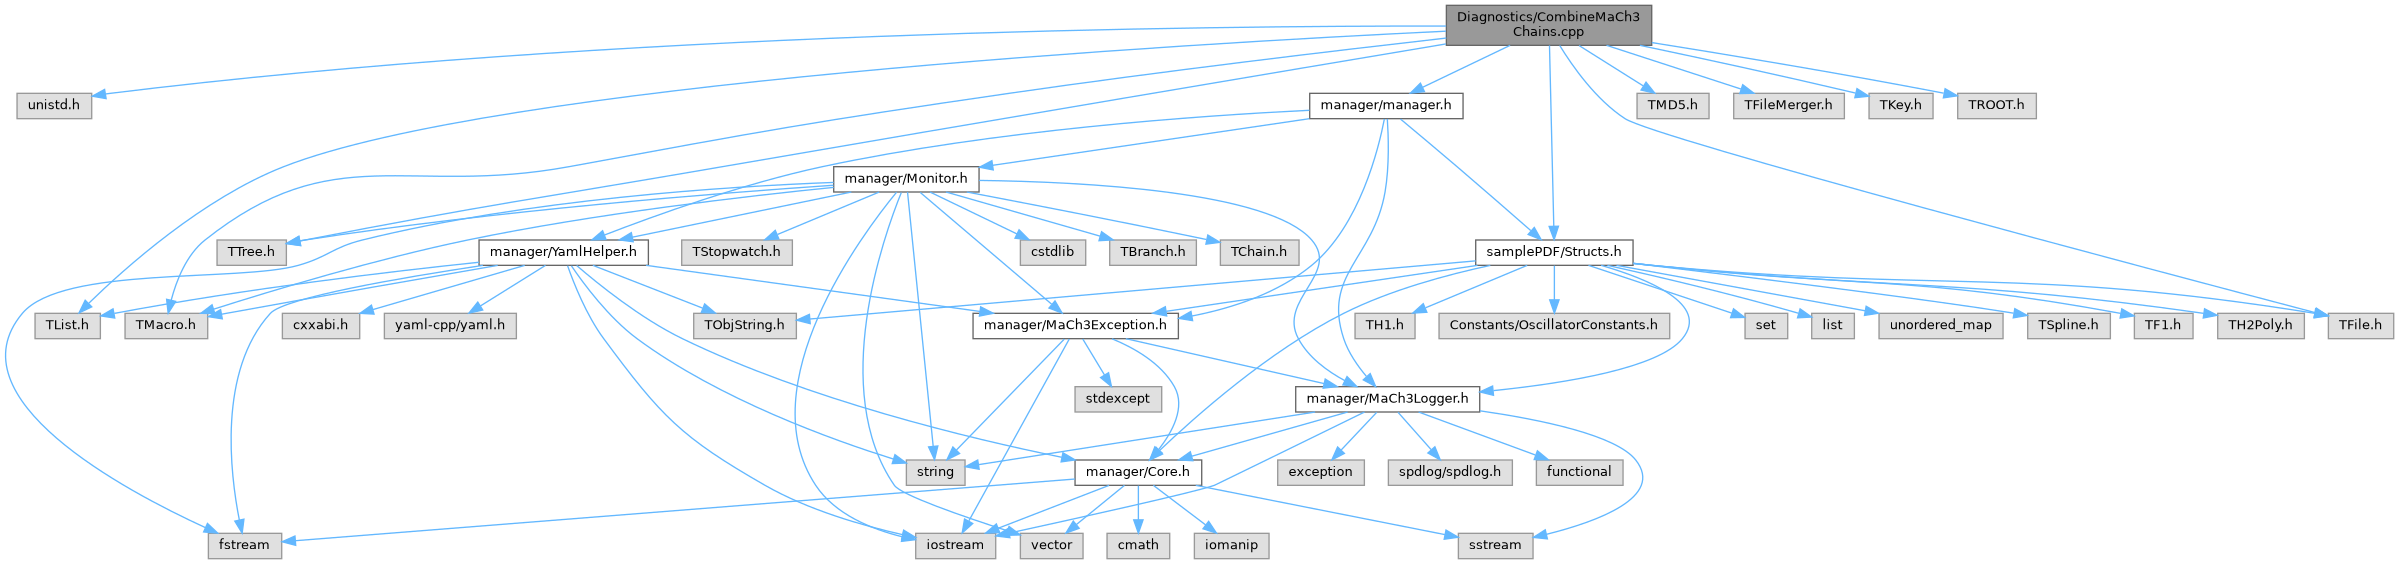 Diagnostics/CombineMaCh3
Chains.cpp
unistd.h
manager/manager.h
TMD5.h
TFileMerger.h
TKey.h
TROOT.h
manager/Monitor.h
TTree.h
manager/YamlHelper.h
TStopwatch.h
cstdlib
TBranch.h
TChain.h
samplePDF/Structs.h
TList.h
TMacro.h
cxxabi.h
yaml-cpp/yaml.h
TObjString.h
manager/MaCh3Exception.h
TH1.h
Constants/OscillatorConstants.h
set
list
unordered_map
TSpline.h
TF1.h
TH2Poly.h
TFile.h
stdexcept
manager/MaCh3Logger.h
string
manager/Core.h
exception
spdlog/spdlog.h
functional
fstream
iostream
vector
cmath
iomanip
sstream